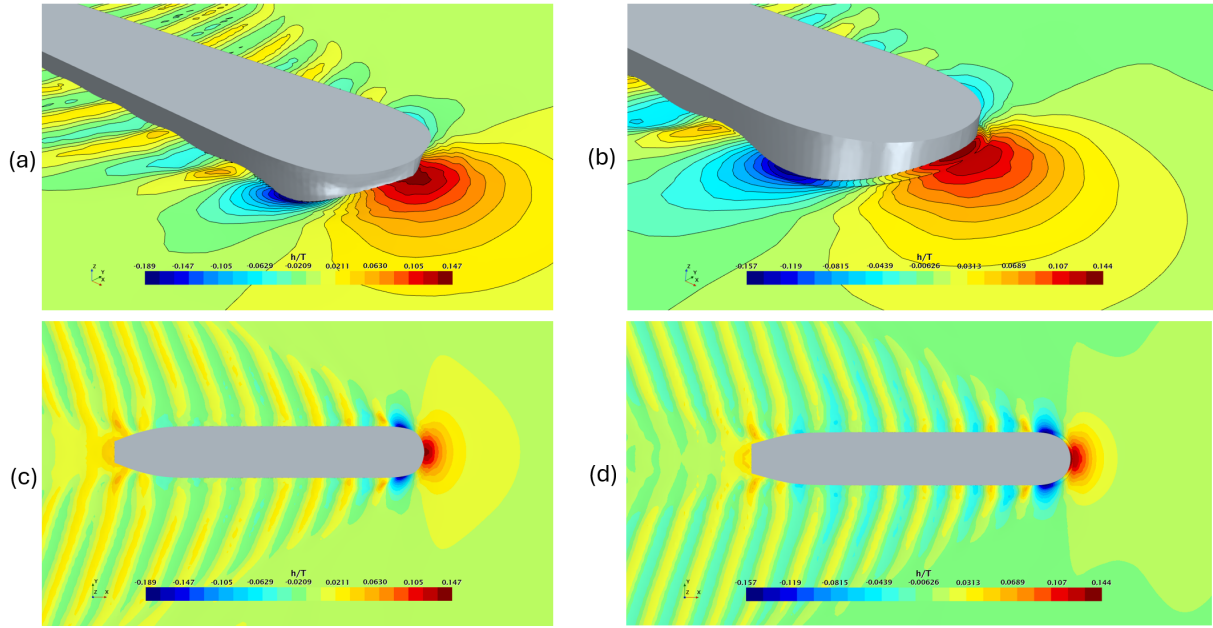 (a)
h/T
-0.189 -0.147 -0.105 -0.0629 -0.0209 0.0211 0.0630 0.105 0.147
Z
Y
X
(b)
h/T
-0.157 -0.119 -0.0815 -0.0439 -0.00626 0.0313 0.0689 0.107 0.144
Z
Y
X
(c)
h/T
-0.189 -0.147 -0.105 -0.0629 -0.0209 0.0211 0.0630 0.105 0.147
Y
Z X
(d)
h/T
-0.157 -0.119 -0.0815 -0.0439 -0.00626 0.0313 0.0689 0.107 0.144
Y
Z X